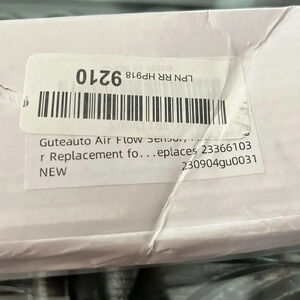 LPN RR HP918 9210
Guteauto Air Flow Sensor,
r Replacement fo...eplaces 23366103
NEW 230904gu0031